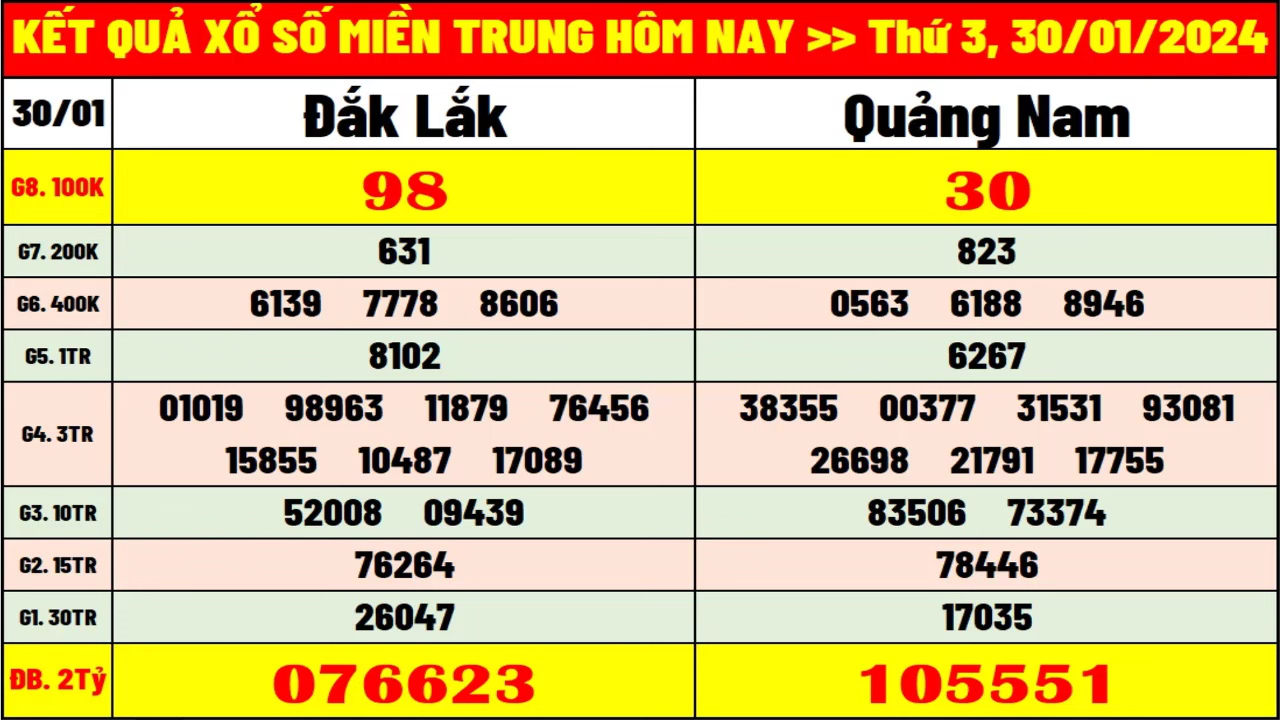 KẾT QUẢ XỔ SỐ MIỀN TRUNG HÔM NAY >> Thứ 3, 30/01/2024
30/01 Đắk Lắk Quảng Nam
G8. 100K 98 30
G7. 200K 631 823
G6. 400K 6139 7778 8606 0563 6188 8946
G5. 1TR 8102 6267
G4. 3TR 01019 98963 11879 76456 38355 00377 31531 93081
15855 10487 17089 26698 21791 17755
G3. 10TR 52008 09439 83506 73374
G2. 15TR 76264 78446
G1. 30TR 26047 17035
ĐB. 2Tỷ 076623 105551